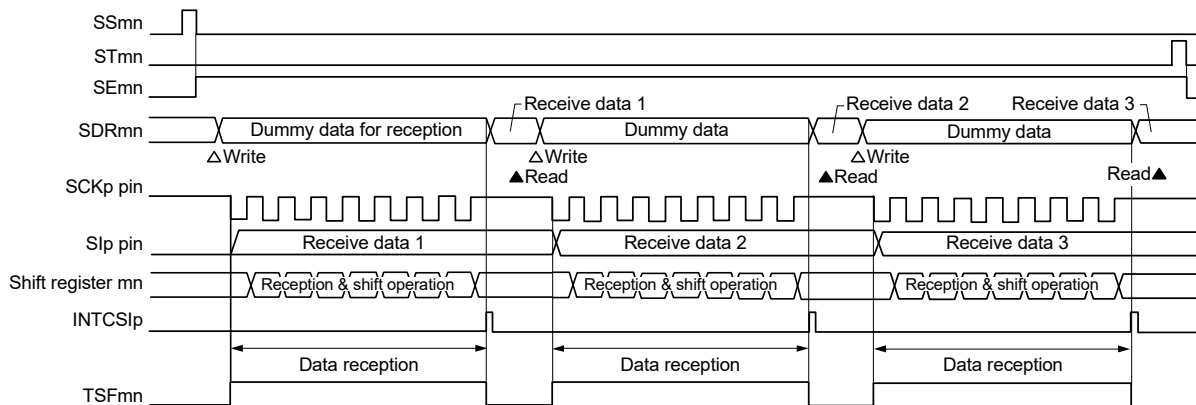 SSmn
STmn
SEmn
Receive data 1
Receive data 2
Receive data 3
SDRmn
Dummy data for reception
Dummy data
Dummy data
△Write
△Write
△Write
▲Read
▲Read
Read▲
SCKp pin
SIp pin
Receive data 1
Receive data 2
Receive data 3
Shift register mn
Reception & shift operation
Reception & shift operation
Reception & shift operation
INTCSIp
Data reception
Data reception
Data reception
TSFmn